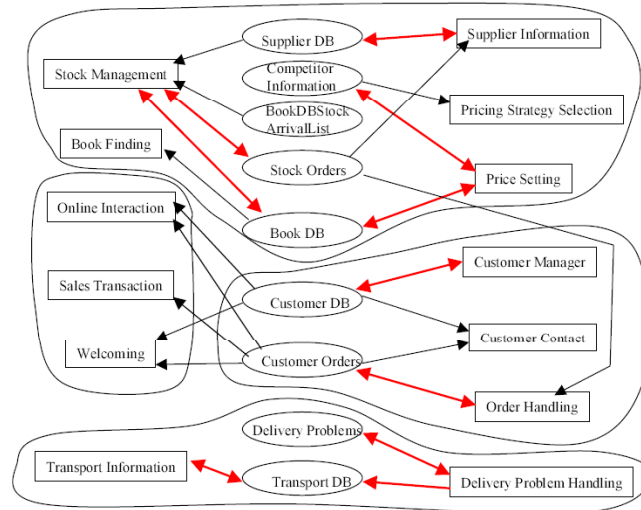 Supplier DB
Supplier Information
Stock Management
Competitor
Information
BookDBStock
ArrivalList
Pricing Strategy Selection
Book Finding
Stock Orders
Price Setting
Online Interaction
Book DB
Customer Manager
Sales Transaction
Customer DB
Customer Contact
Welcoming
Customer Orders
Order Handling
Delivery Problems
Transport Information
Transport DB
Delivery Problem Handling